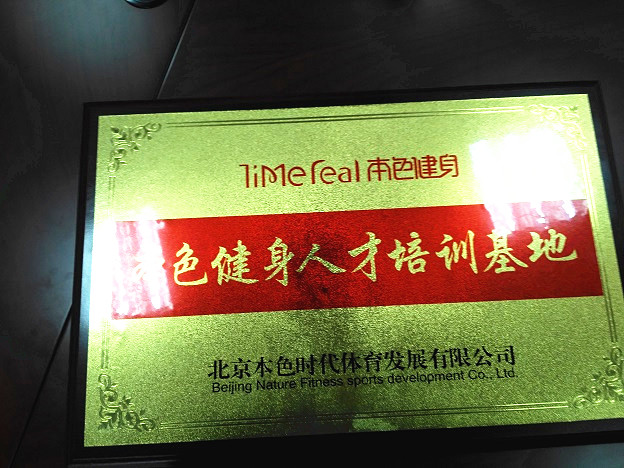 TiMe real 本色健身
本色健身人才培训基地
北京本色时代体育发展有限公司
Beijing Nature Fitness sports development Co., Ltd.